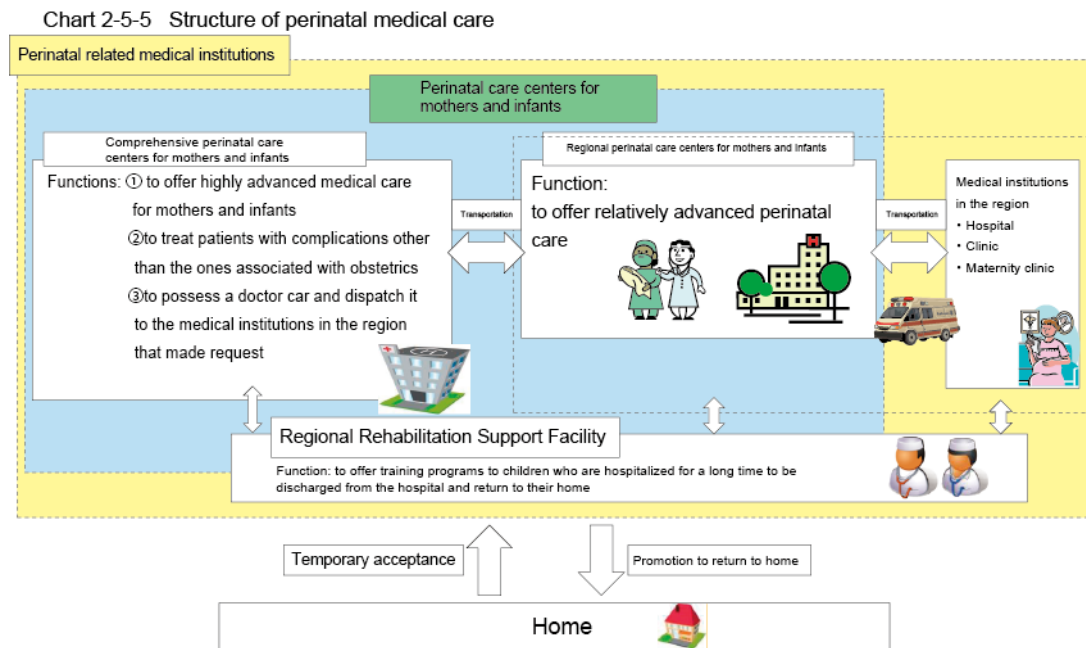 Chart 2-5-5 Structure of perinatal medical care
Perinatal related medical institutions
Perinatal care centers for
mothers and infants
Comprehensive perinatal care
centers for mothers and infants
Functions: ① to offer highly advanced medical care
for mothers and infants
②to treat patients with complications other
than the ones associated with obstetrics
③to possess a doctor car and dispatch it
to the medical institutions in the region
that made request
Transportation
Regional perinatal care centers for mothers and infants
Function:
to offer relatively advanced perinatal
care
H
Transportation
Medical institutions
in the region
・Hospital
・Clinic
・Maternity clinic
Regional Rehabilitation Support Facility
Function: to offer training programs to children who are hospitalized for a long time to be
discharged from the hospital and return to their home
Temporary acceptance
Promotion to return to home
Home